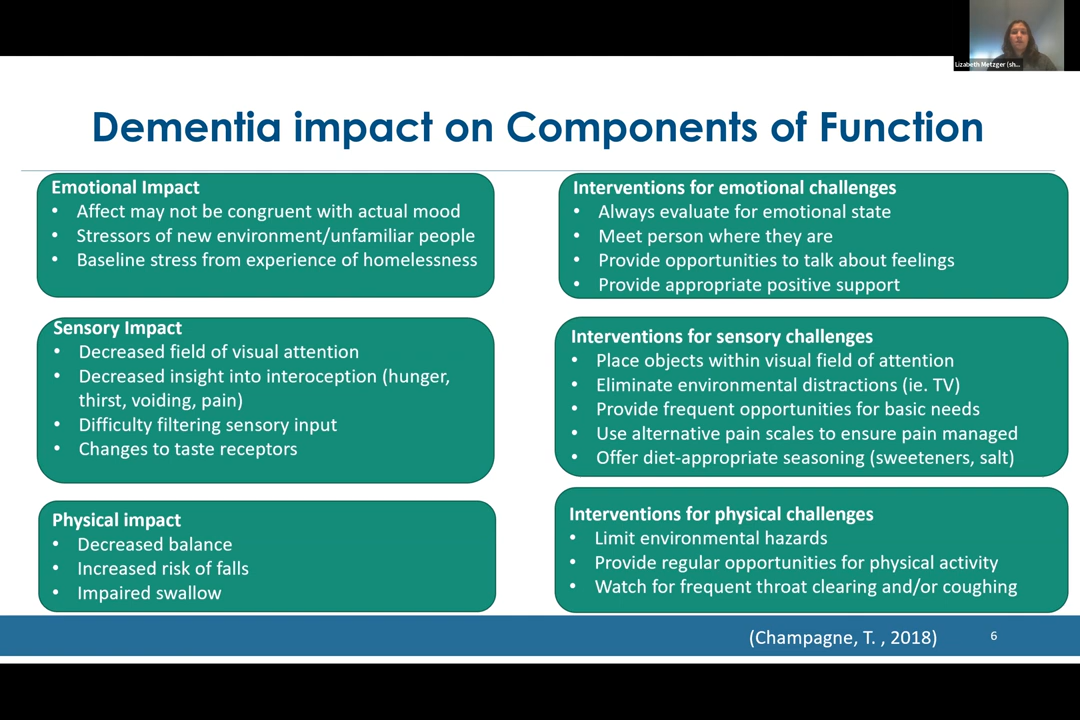 Lizabeth Metzger (sh...
Dementia impact on Components of Function
Emotional Impact
• Affect may not be congruent with actual mood
• Stressors of new environment/unfamiliar people
• Baseline stress from experience of homelessness
Interventions for emotional challenges
• Always evaluate for emotional state
• Meet person where they are
• Provide opportunities to talk about feelings
• Provide appropriate positive support
Sensory Impact
• Decreased field of visual attention
• Decreased insight into interoception (hunger,
thirst, voiding, pain)
• Difficulty filtering sensory input
• Changes to taste receptors
Interventions for sensory challenges
• Place objects within visual field of attention
• Eliminate environmental distractions (ie. TV)
• Provide frequent opportunities for basic needs
• Use alternative pain scales to ensure pain managed
• Offer diet-appropriate seasoning (sweeteners, salt)
Physical impact
• Decreased balance
• Increased risk of falls
• Impaired swallow
Interventions for physical challenges
• Limit environmental hazards
• Provide regular opportunities for physical activity
• Watch for frequent throat clearing and/or coughing
(Champagne, T. , 2018)
6